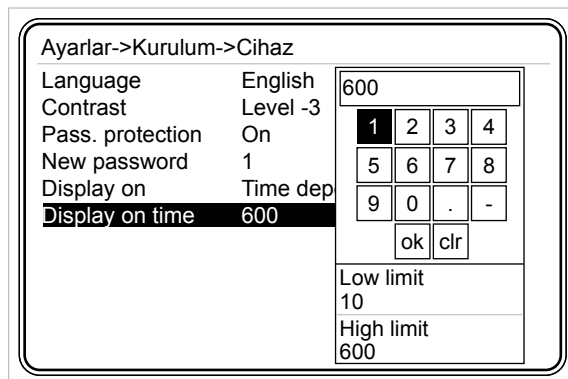 Ayarlar->Kurulum->Cihaz
Language English
Contrast Level -3
Pass. protection On
New password 1
Display on Time dep
Display on time 600
600
1 2 3 4
5 6 7 8
9 0 . -
ok clr
Low limit
10
High limit
600